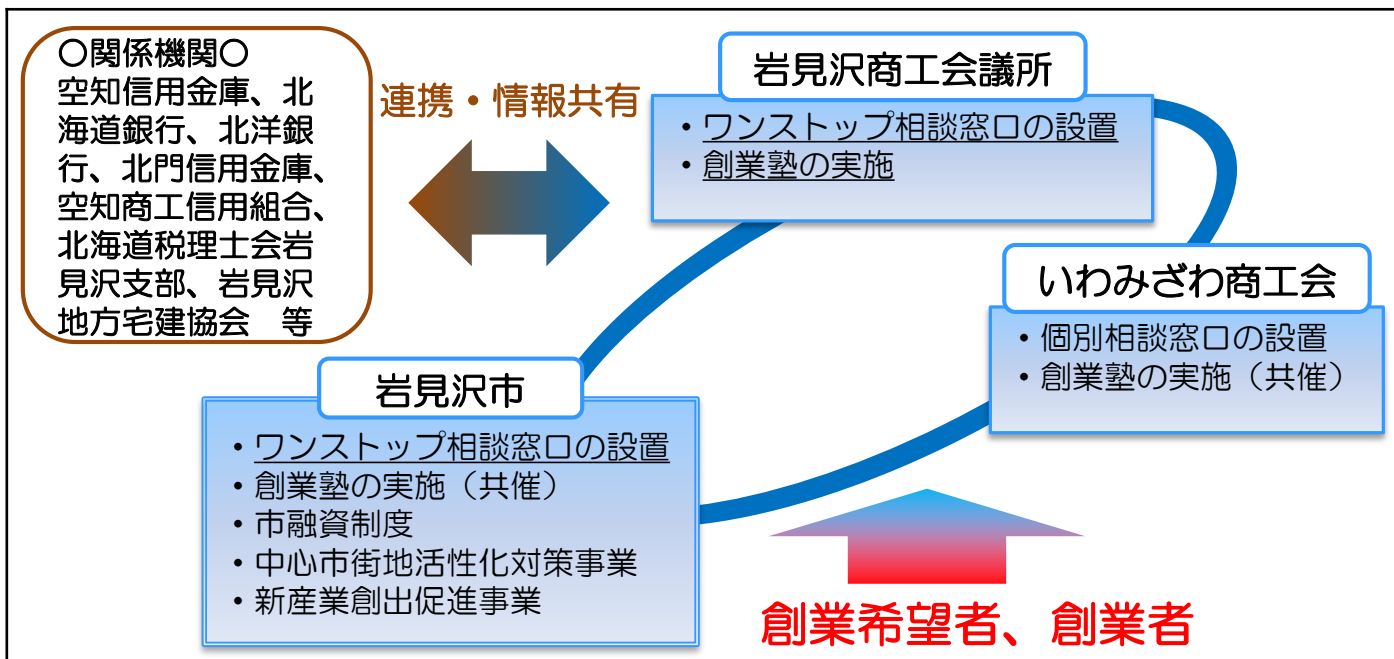 〇関係機関〇
空知信用金庫、北
海道銀行、北洋銀
行、北門信用金庫、
空知商工信用組合、
北海道税理士会岩
見沢支部、岩見沢
地方宅建協会　等
連携・情報共有
岩見沢商工会議所
・ワンストップ相談窓口の設置
・創業塾の実施
いわみざわ商工会
・個別相談窓口の設置
・創業塾の実施（共催）
岩見沢市
・ワンストップ相談窓口の設置
・創業塾の実施（共催）
・市融資制度
・中心市街地活性化対策事業
・新産業創出促進事業
創業希望者、創業者